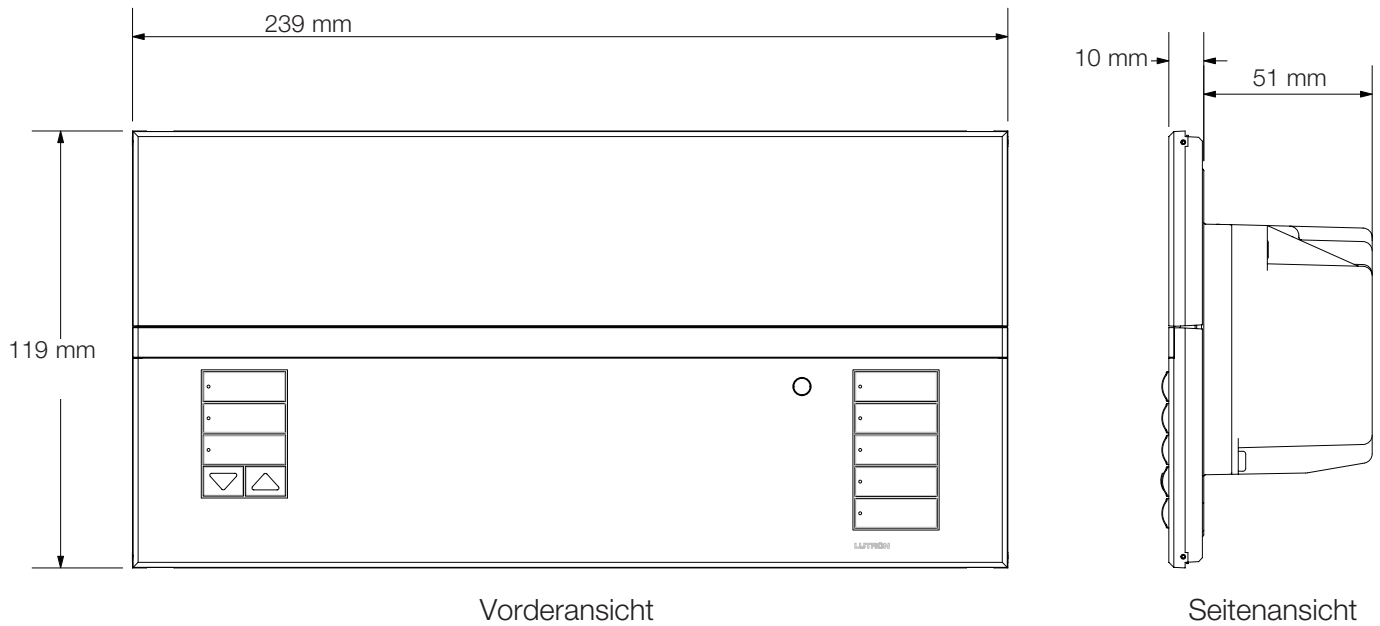 239 mm
10 mm
51 mm
119 mm
LUTRON
Vorderansicht
Seitenansicht